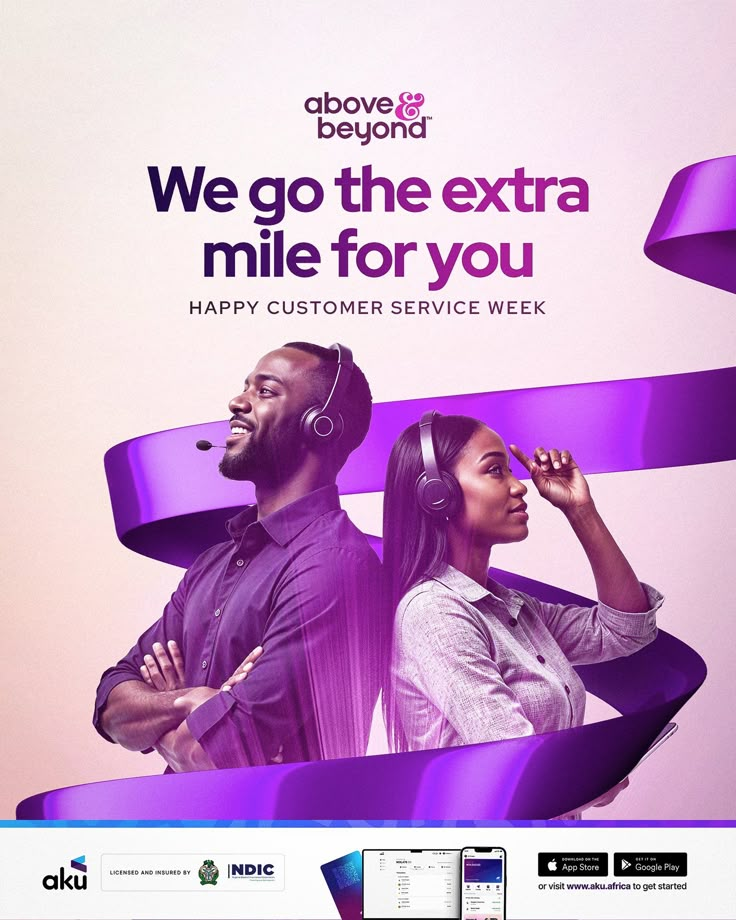 above &
beyond™
We go the extra
mile for you
HAPPY CUSTOMER SERVICE WEEK
aku
LICENSED AND INSURED BY
NDIC
DOWNLOAD ON THE
App Store
GET IT ON
Google Play
or visit www.aku.africa to get started